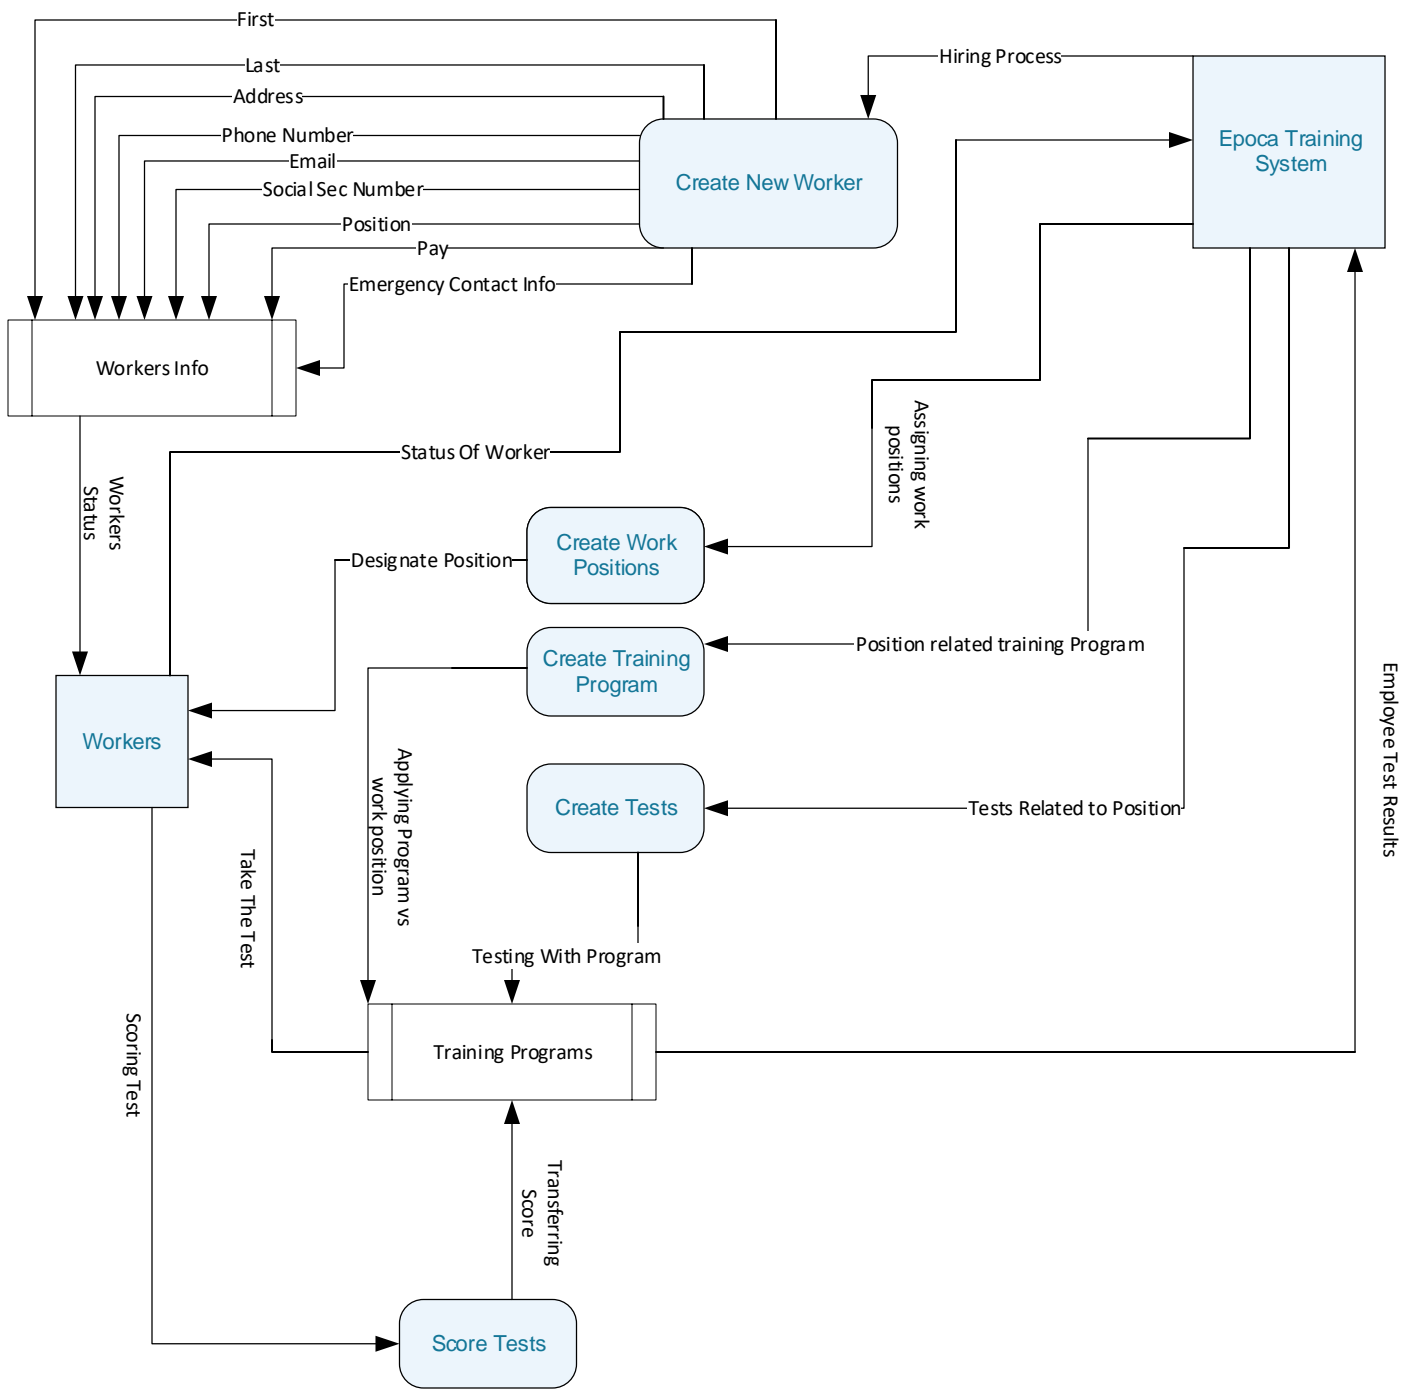 First
Last
Address
Phone Number
Email
Social Sec Number
Position
Pay
Emergency Contact Info
Hiring Process
Create New Worker
Epoca Training
System
Workers Info
Workers
Status
Status Of Worker
Assigning work
positions
Designate Position
Create Work
Positions
Create Training
Program
Position related training Program
Workers
Applying Program vs
work position
Create Tests
Tests Related to Position
Employee Test Results
Take The Test
Testing With Program
Training Programs
Scoring Test
Transferring
Score
Score Tests